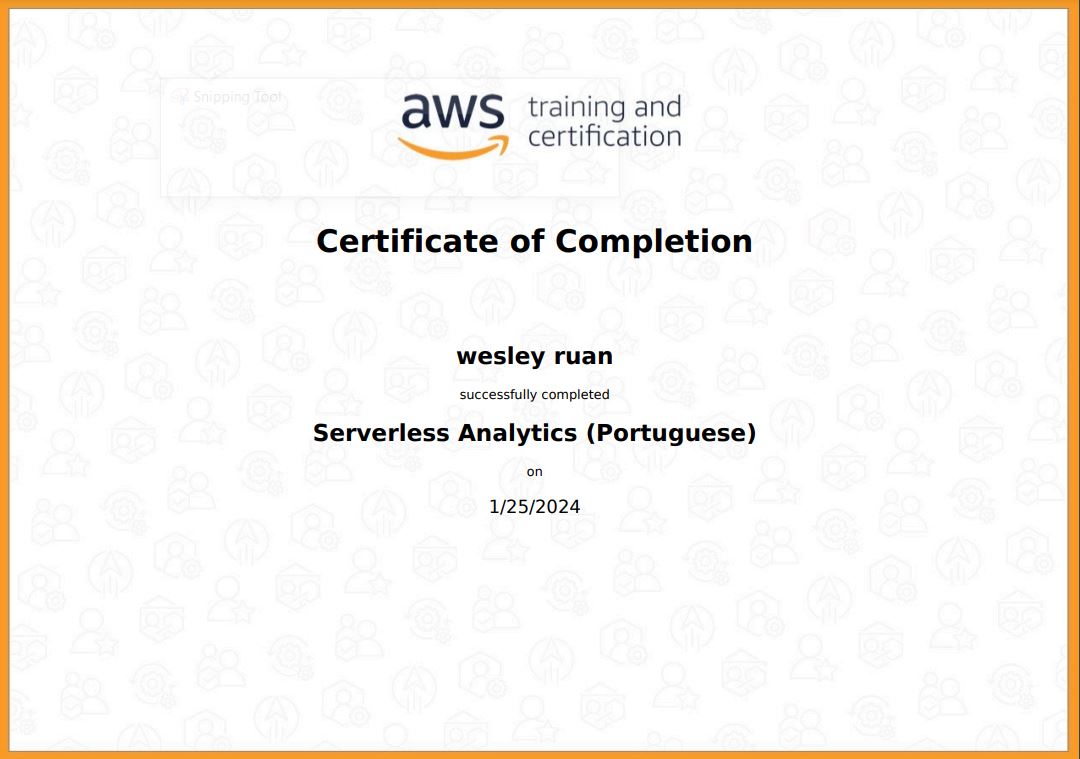 Snipping Tool
aws training and
certification
Certificate of Completion
wesley ruan
successfully completed
Serverless Analytics (Portuguese)
on
1/25/2024